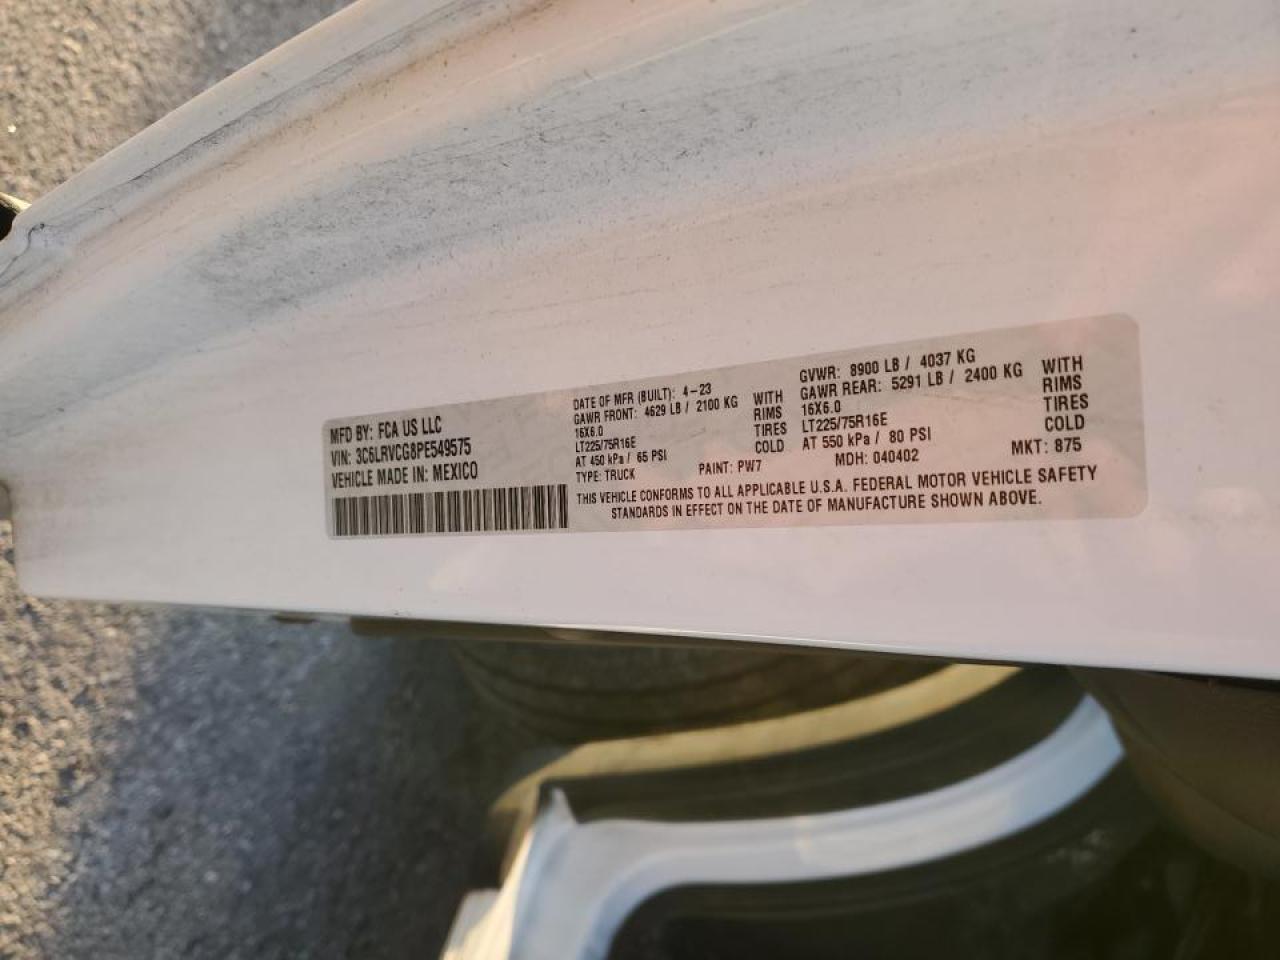 MFD BY: FCA US LLC
VIN: 3C6LRVCG8PE549575
VEHICLE MADE IN: MEXICO
DATE OF MFR (BUILT): 4-23
GAWR FRONT: 4629 LB / 2100 KG WITH
16X6.0 RIMS
LT225/75R16E TIRES
AT 450 kPa / 65 PSI COLD
GVWR: 8900 LB / 4037 KG
GAWR REAR: 5291 LB / 2400 KG WITH
16X6.0 RIMS
LT225/75R16E TIRES
AT 550 kPa / 80 PSI COLD
TYPE: TRUCK PAINT: PW7 MDH: 040402 MKT: 875
THIS VEHICLE CONFORMS TO ALL APPLICABLE U.S.A. FEDERAL MOTOR VEHICLE SAFETY
STANDARDS IN EFFECT ON THE DATE OF MANUFACTURE SHOWN ABOVE.